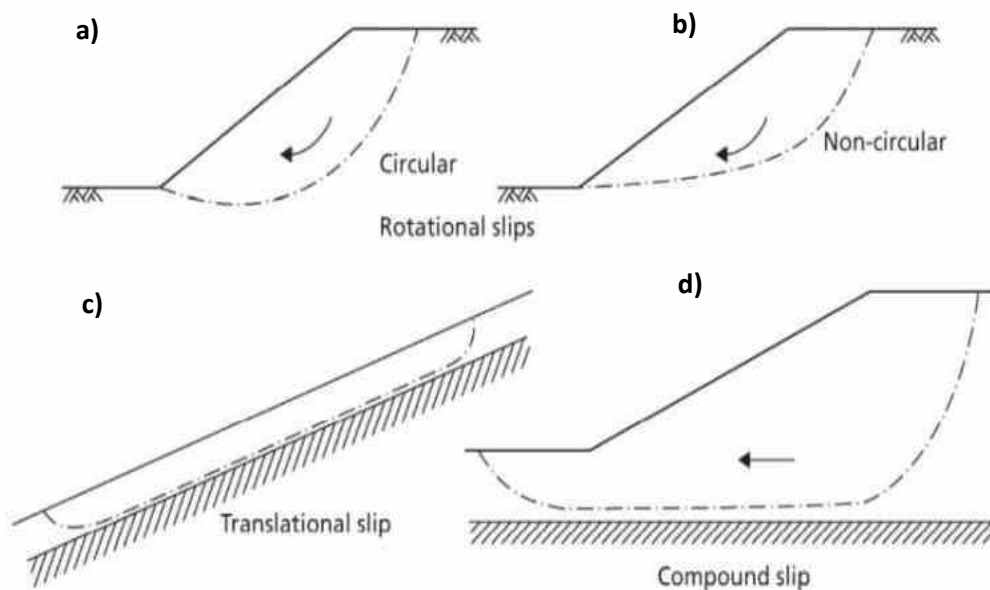 a)
b)
Circular
Non-circular
Rotational slips
c)
d)
Translational slip
Compound slip